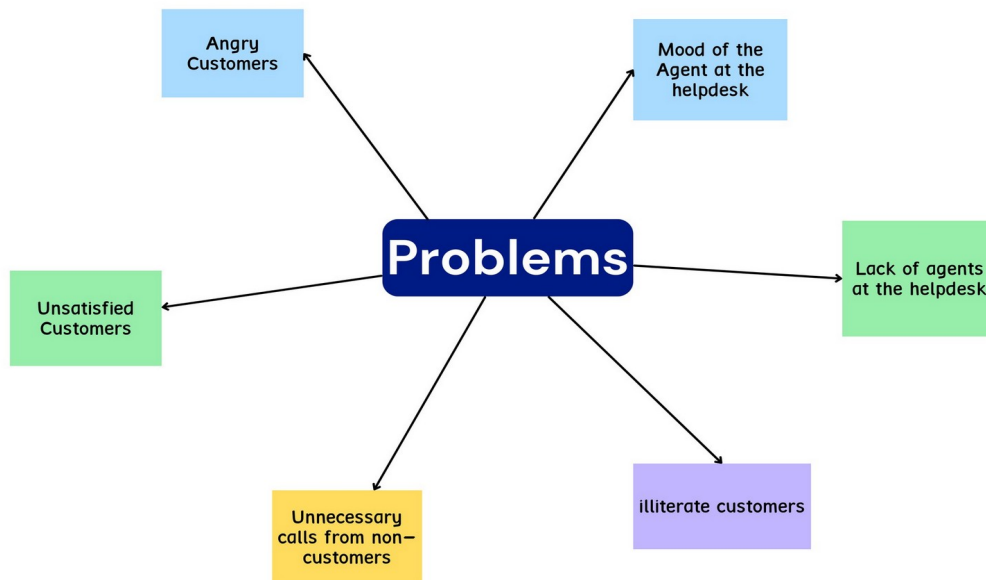 Angry
Customers
Mood of the
Agent at the
helpdesk
Problems
Lack of agents
at the helpdesk
Unsatisfied
Customers
Unnecessary
calls from non-
customers
illiterate customers